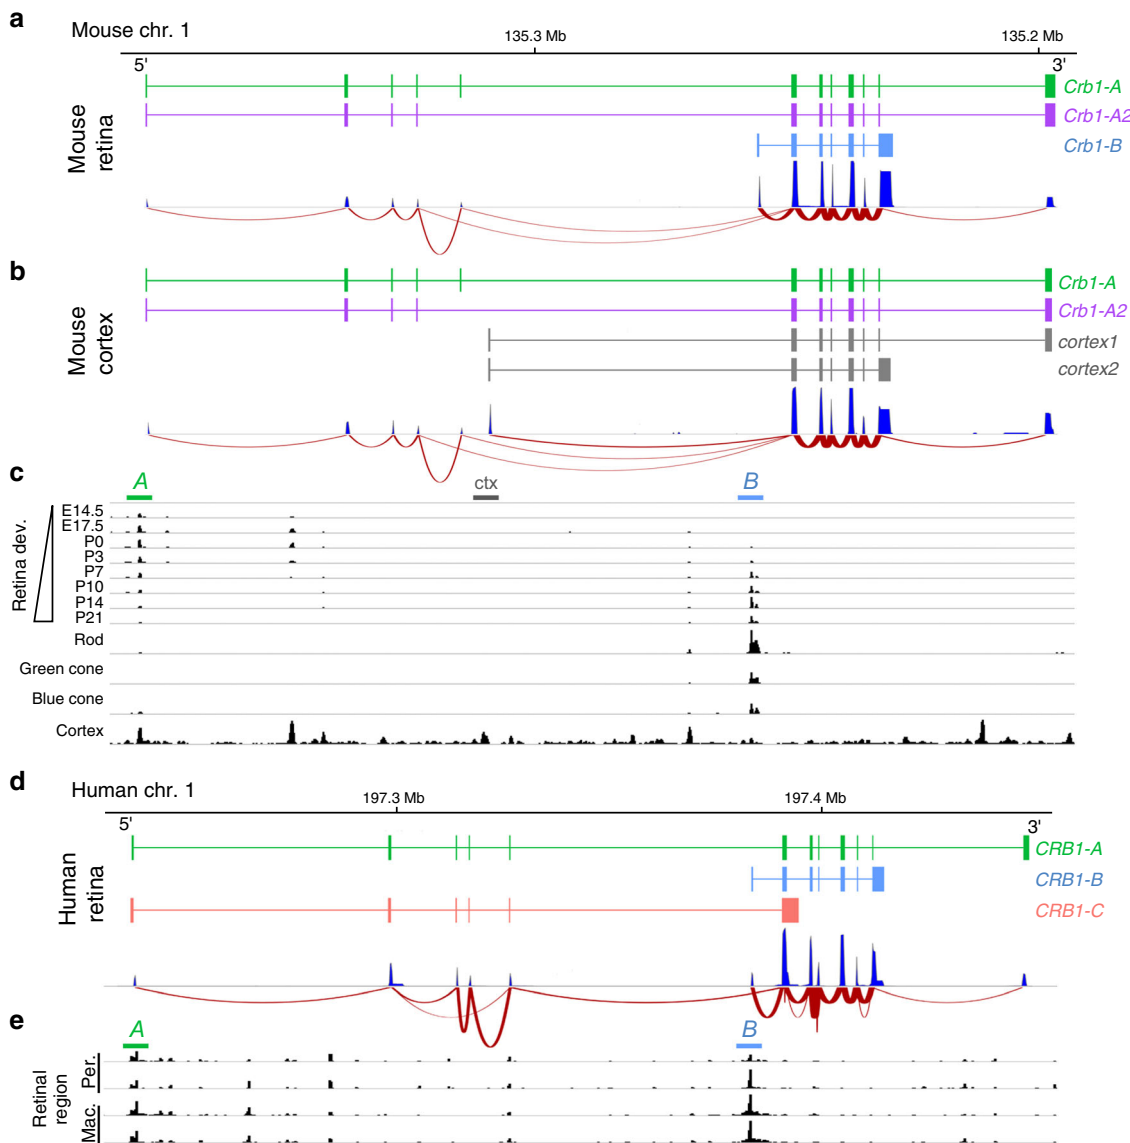 a
Mouse chr. 1
135.3 Mb
135.2 Mb
5'
3'
Mouse
retina
Crb1-A
Crb1-A2
Crb1-B
b
Mouse
cortex
Crb1-A
Crb1-A2
cortex1
cortex2
c
A
ctx
B
Retina dev.
E14.5
E17.5
P0
P3
P7
P10
P14
P21
Rod
Green cone
Blue cone
Cortex
d
Human chr. 1
197.3 Mb
197.4 Mb
5'
3'
Human
retina
CRB1-A
CRB1-B
CRB1-C
e
A
B
Retinal
region
Per.
Mac.